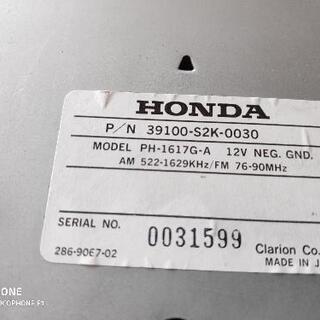 HONDA
P/N 39100-S2K-0030
MODEL PH-1617G-A 12V NEG. GND.
AM 522-1629KHz/FM 76-90MHz
SERIAL NO. 0031599
286-9067-02 Clarion Co.
MADE IN J